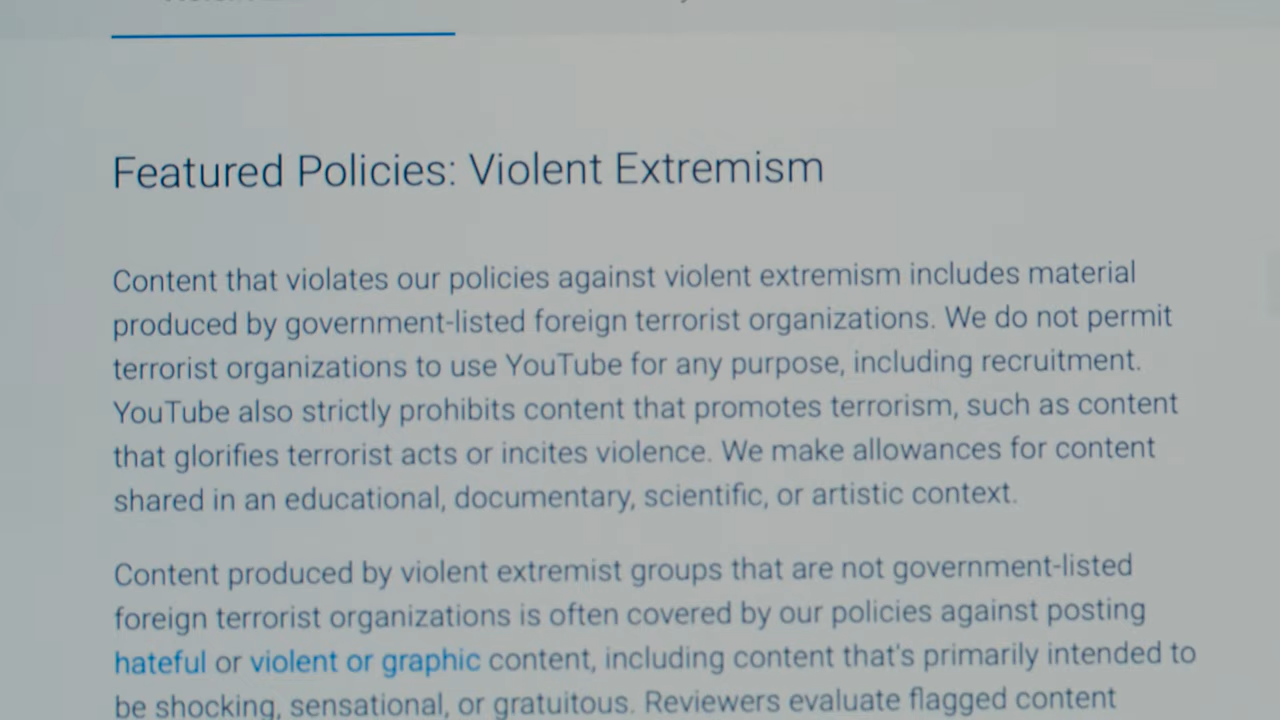 Featured Policies: Violent Extremism
Content that violates our policies against violent extremism includes material
produced by government-listed foreign terrorist organizations. We do not permit
terrorist organizations to use YouTube for any purpose, including recruitment.
YouTube also strictly prohibits content that promotes terrorism, such as content
that glorifies terrorist acts or incites violence. We make allowances for content
shared in an educational, documentary, scientific, or artistic context.
Content produced by violent extremist groups that are not government-listed
foreign terrorist organizations is often covered by our policies against posting
hateful or violent or graphic content, including content that's primarily intended to
be shocking, sensational, or gratuitous. Reviewers evaluate flagged content